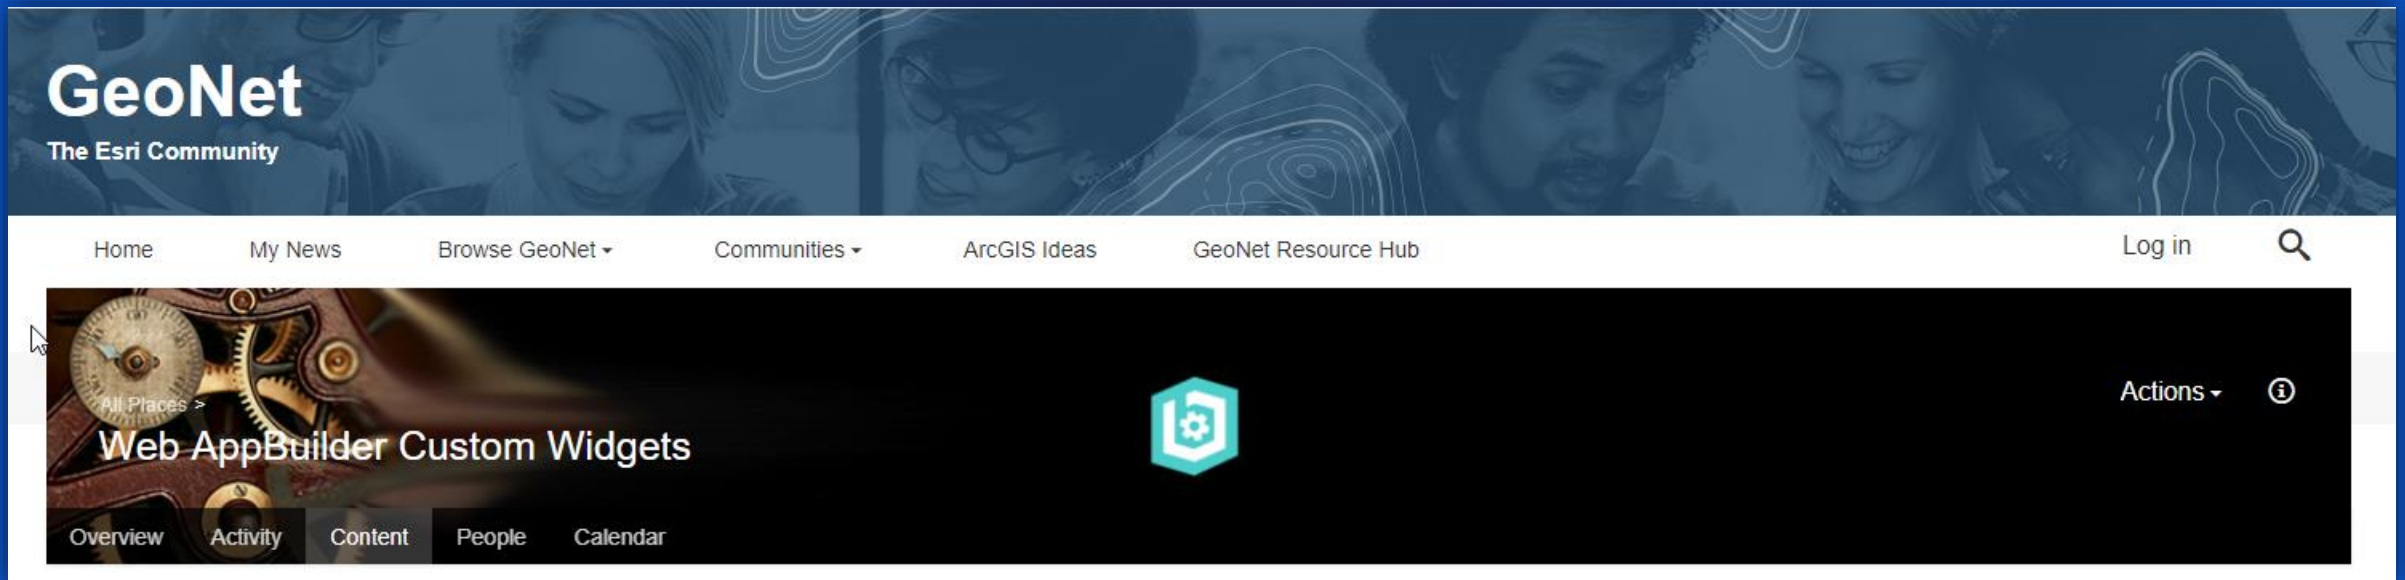 GeoNet
The Esri Community
Home My News Browse GeoNet Communities ArcGIS Ideas GeoNet Resource Hub Log in
All Places >
Actions
Web AppBuilder Custom Widgets
Overview Activity Content People Calendar